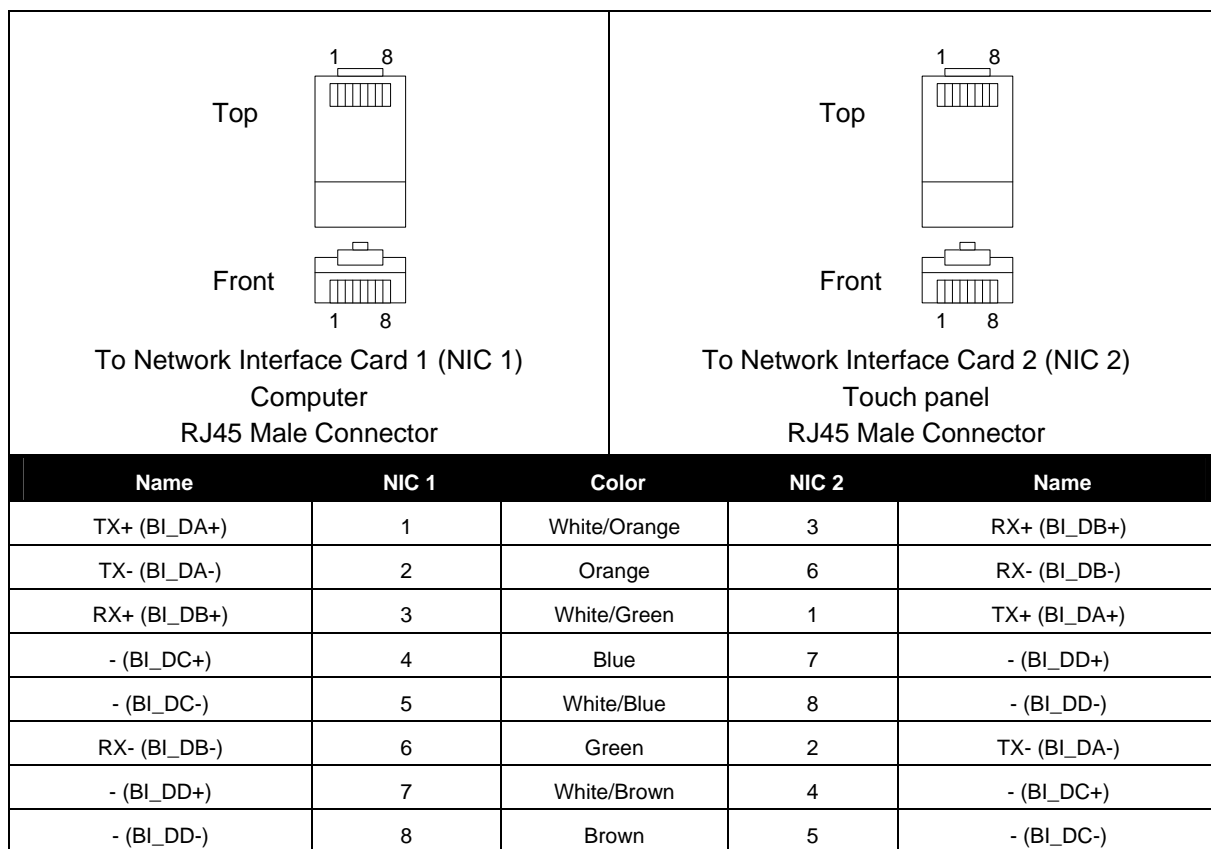 1 8
Top
Front
1 8
To Network Interface Card 1 (NIC 1)
Computer
RJ45 Male Connector
1 8
Top
Front
1 8
To Network Interface Card 2 (NIC 2)
Touch panel
RJ45 Male Connector
Name NIC 1 Color NIC 2 Name
TX+ (BI_DA+) 1 White/Orange 3 RX+ (BI_DB+)
TX- (BI_DA-) 2 Orange 6 RX- (BI_DB-)
RX+ (BI_DB+) 3 White/Green 1 TX+ (BI_DA+)
- (BI_DC+) 4 Blue 7 - (BI_DD+)
- (BI_DC-) 5 White/Blue 8 - (BI_DD-)
RX- (BI_DB-) 6 Green 2 TX- (BI_DA-)
- (BI_DD+) 7 White/Brown 4 - (BI_DC+)
- (BI_DD-) 8 Brown 5 - (BI_DC-)